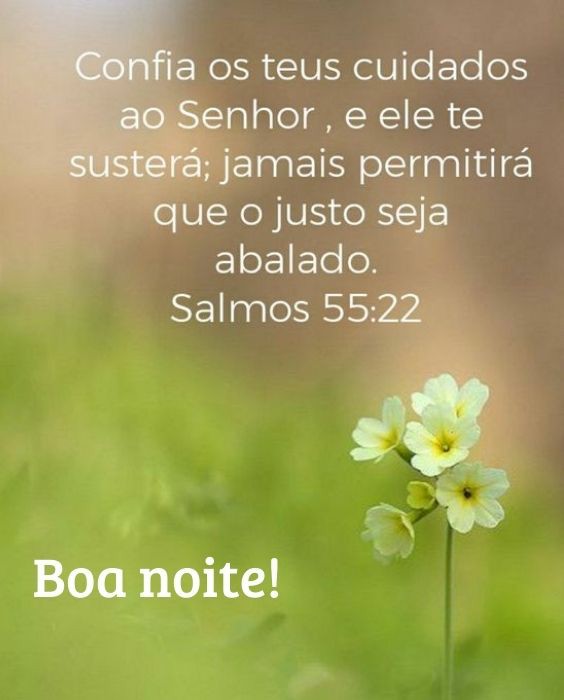 Confia os teus cuidados
ao Senhor , e ele te
susterá; jamais permitirá
que o justo seja
abalado.
Salmos 55:22
Boa noite!